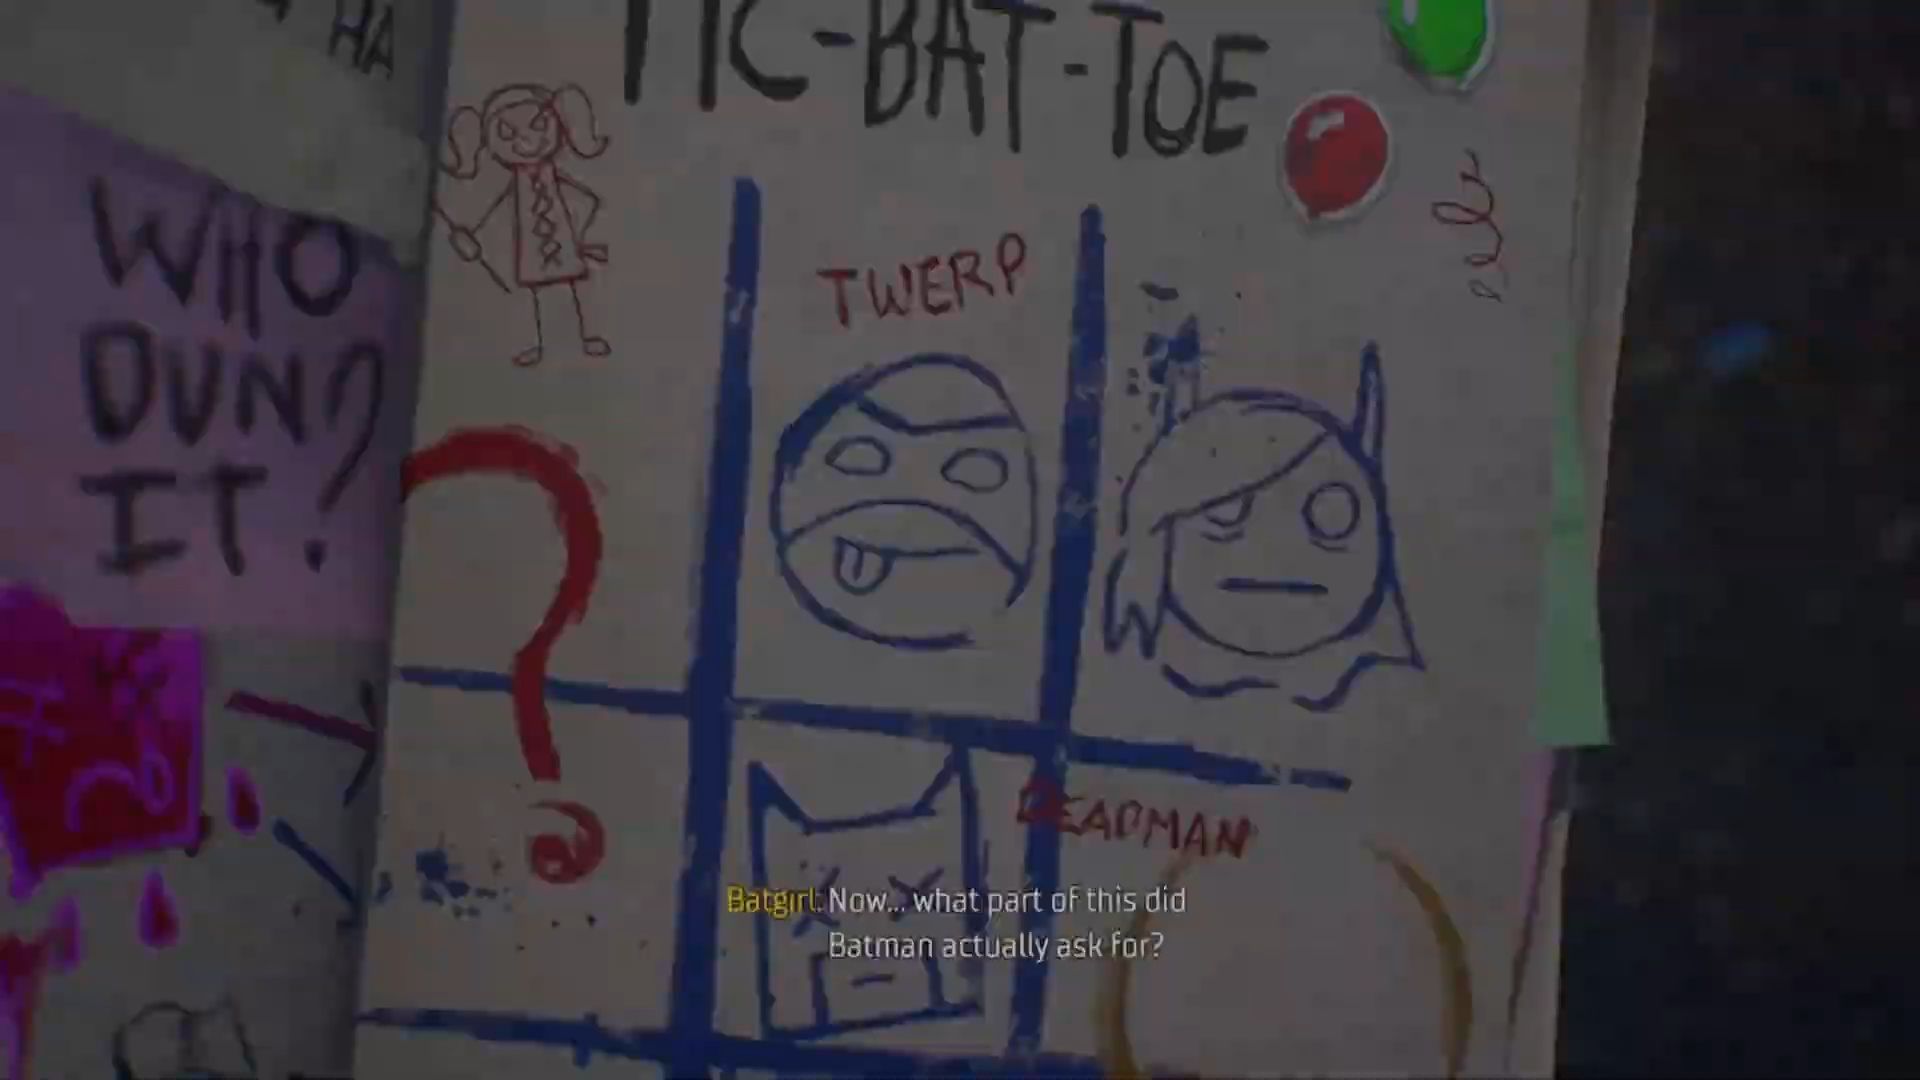 HA
TIC-BAT-TOE
WHO
DUN?
IT.
TWERP
DEADMAN
Batgirl: Now... what part of this did
Batman actually ask for?